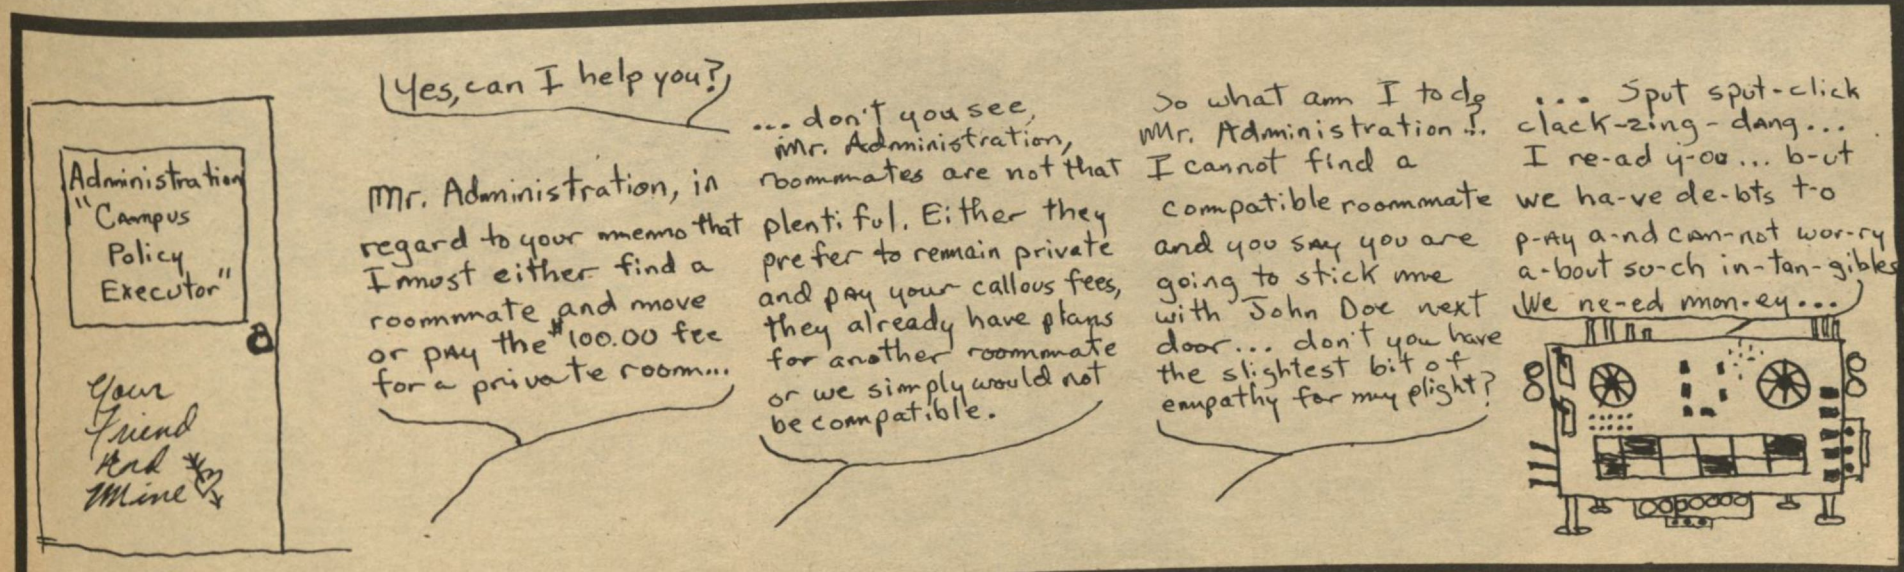 Administration
"Campus
Policy
Executor"
Your
Friend
And
Mine
Yes, can I help you?
Mr. Administration, in
regard to your memo that
I must either find a
roommate and move
or pay the $100.00 fee
for a private room...
... don't you see,
Mr. Administration,
roommates are not that
plentiful. Either they
prefer to remain private
and pay your callous fees,
they already have plans
for another roommate
or we simply would not
be compatible.
So what am I to do
Mr. Administration?..
I cannot find a
compatible roommate
and you say you are
going to stick me
with John Doe next
door... don't you have
the slightest bit of
empathy for my plight?
... Sput sput-click
clack-zing-dang...
I re-ad y-ou... b-ut
we ha-ve de-bts t-o
p-ay a-nd can-not wor-ry
a-bout su-ch in-tan-gibles
We ne-ed mon-ey...